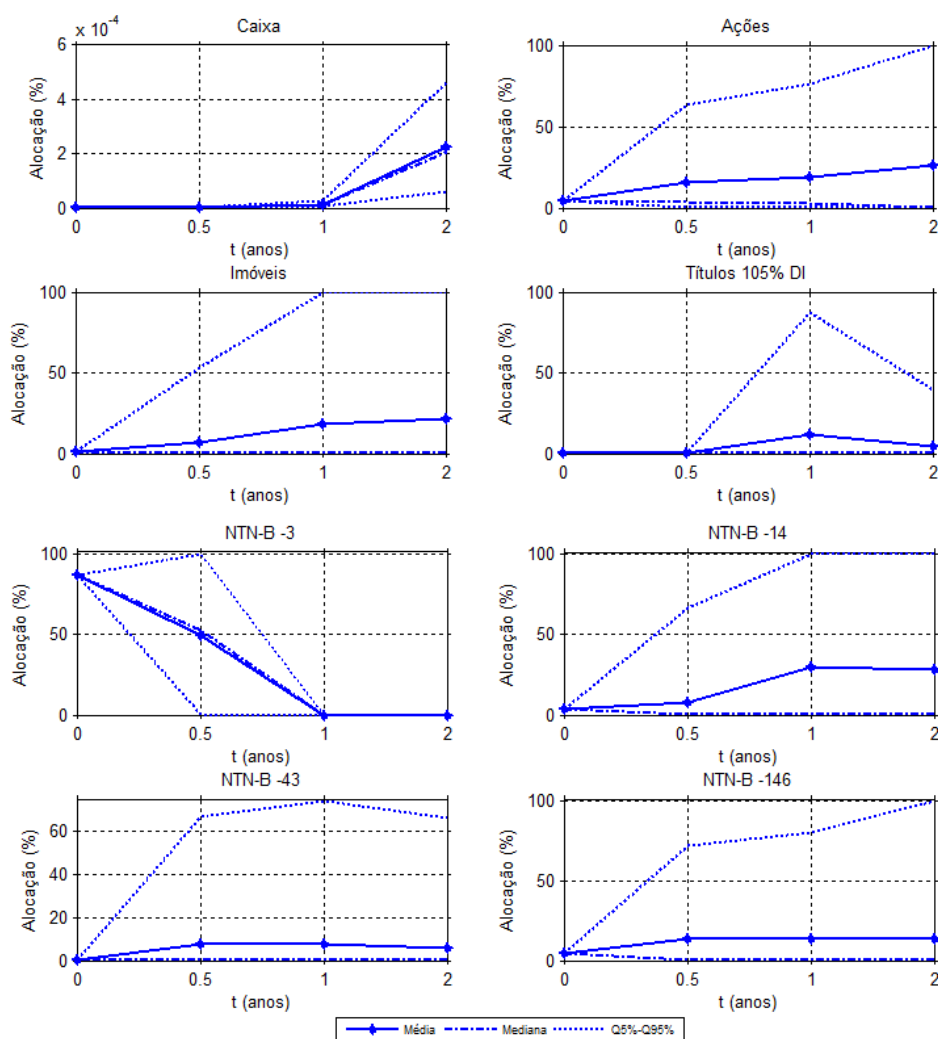 Caixa
x 10⁻⁴
6
4
2
0
Alocação (%)
0 0.5 1 2
t (anos)
Ações
100
50
0
Alocação (%)
0 0.5 1 2
t (anos)
Imóveis
100
50
0
Alocação (%)
0 0.5 1 2
t (anos)
Títulos 105% DI
100
50
0
Alocação (%)
0 0.5 1 2
t (anos)
NTN-B -3
100
50
0
Alocação (%)
0 0.5 1 2
t (anos)
NTN-B -14
100
50
0
Alocação (%)
0 0.5 1 2
t (anos)
NTN-B -43
60
40
20
0
Alocação (%)
0 0.5 1 2
t (anos)
NTN-B -146
100
50
0
Alocação (%)
0 0.5 1 2
t (anos)
Média Mediana Q5%-Q95%